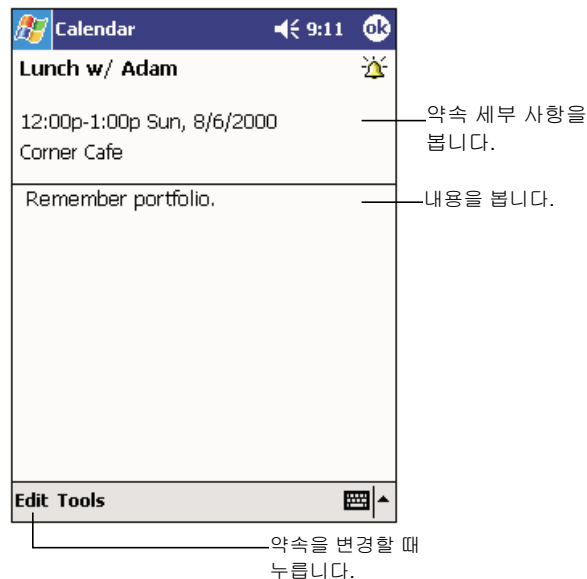 Calendar 9:11 ok
Lunch w/ Adam
12:00p-1:00p Sun, 8/6/2000
Corner Cafe
약속 세부 사항을
봅니다.
Remember portfolio.
내용을 봅니다.
Edit Tools
약속을 변경할 때
누릅니다.